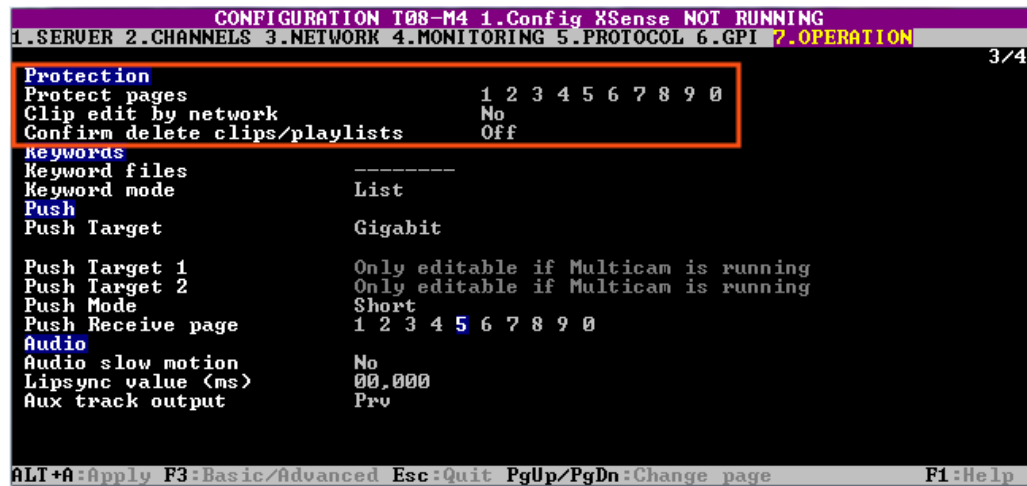 CONFIGURATION T08-M4 1.Config XSense NOT RUNNING
1.SERVER 2.CHANNELS 3.NETWORK 4.MONITORING 5.PROTOCOL 6.GPI 7.OPERATION
3/4
Protection
Protect pages 1 2 3 4 5 6 7 8 9 0
Clip edit by network No
Confirm delete clips/playlists Off
Keywords
Keyword files --------
Keyword mode List
Push
Push Target Gigabit
Push Target 1 Only editable if Multicam is running
Push Target 2 Only editable if Multicam is running
Push Mode Short
Push Receive page 1 2 3 4 5 6 7 8 9 0
Audio
Audio slow motion No
Lipsync value (ms) 00,000
Aux track output Prv
ALT+A:Apply F3:Basic/Advanced Esc:Quit PgUp/PgDn:Change page F1:Help